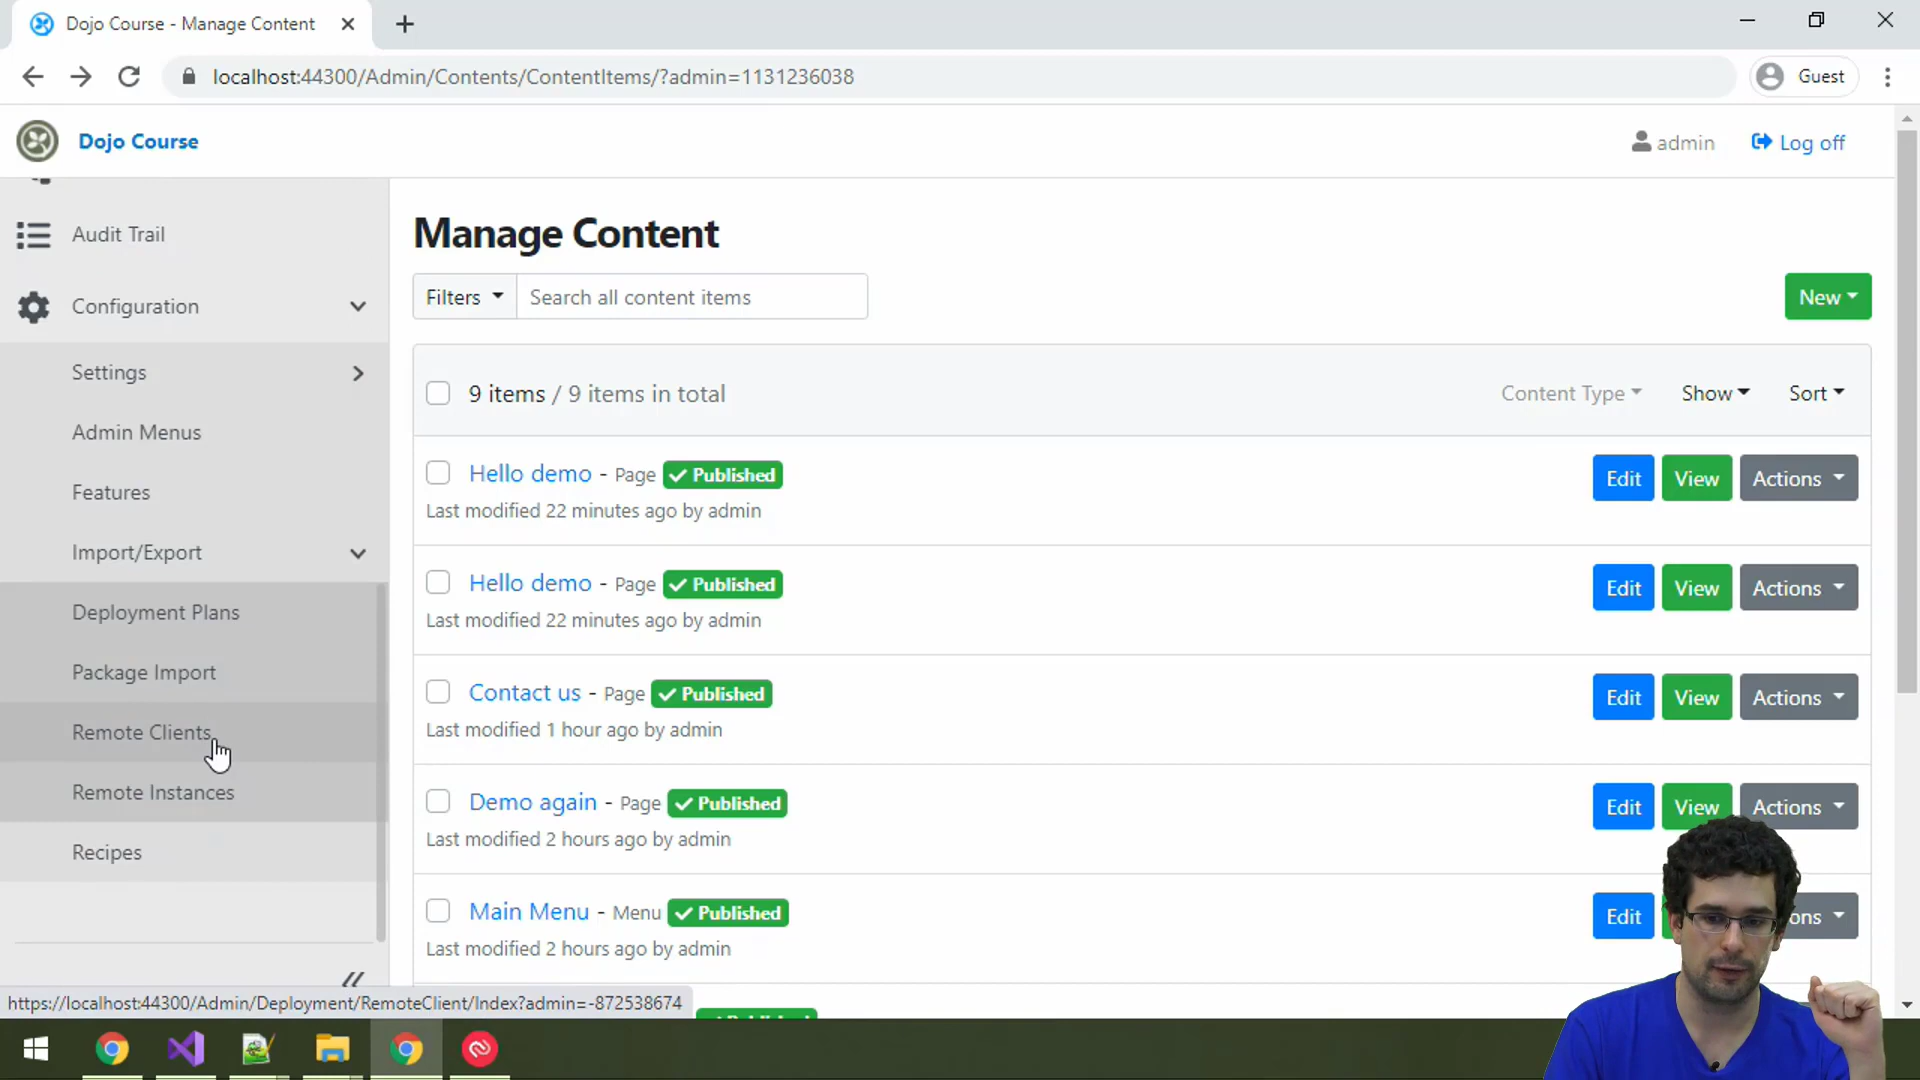 Dojo Course - Manage Content
localhost:44300/Admin/Contents/ContentItems/?admin=1131236038
Guest
Dojo Course
admin
Log off
Audit Trail
Configuration
Settings
Admin Menus
Features
Import/Export
Deployment Plans
Package Import
Remote Clients
Remote Instances
Recipes
Manage Content
Filters
Search all content items
New
9 items / 9 items in total
Content Type
Show
Sort
Hello demo - Page Published
Edit View Actions
Last modified 22 minutes ago by admin
Hello demo - Page Published
Edit View Actions
Last modified 22 minutes ago by admin
Contact us - Page Published
Edit View Actions
Last modified 1 hour ago by admin
Demo again - Page Published
Edit View Actions
Last modified 2 hours ago by admin
Main Menu - Menu Published
Edit
Last modified 2 hours ago by admin
https://localhost:44300/Admin/Deployment/RemoteClient/Index?admin=-872538674